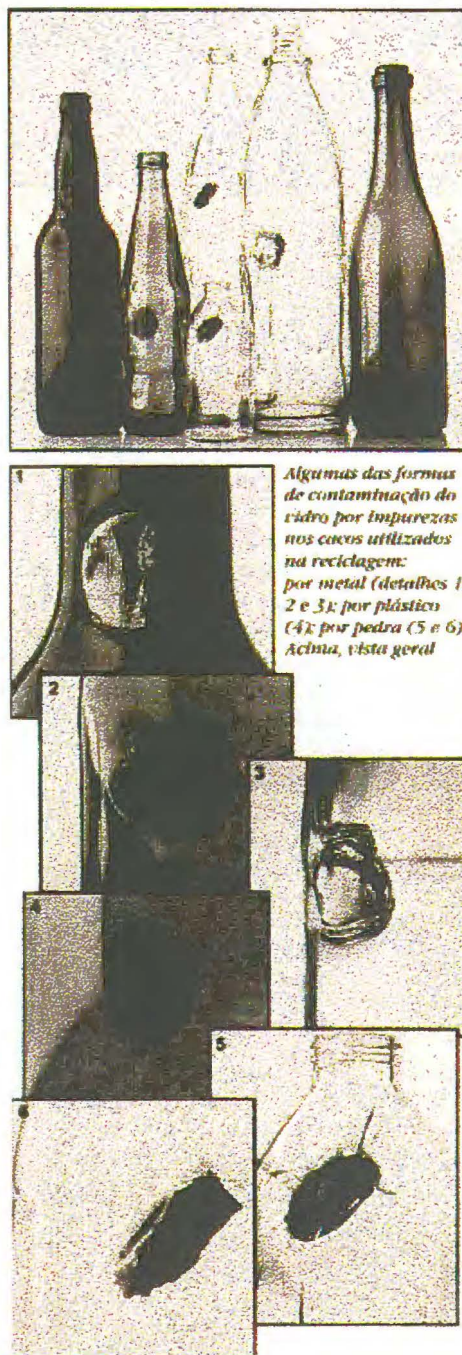 1
Algumas das formas
de contaminação do
vidro por impurezas
nos cacos utilizados
na reciclagem:
por metal (detalhes 1
2 e 3); por plástico
(4); por pedra (5 e 6)
Acima, vista geral
2
3
4
5
6